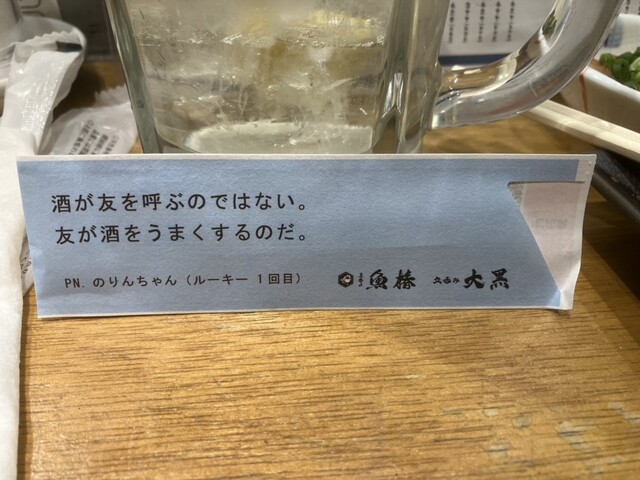 酒が友を呼ぶのではない。
友が酒をうまくするのだ。
PN. のりんちゃん（ルーキー 1回目） 魚椿 大黒